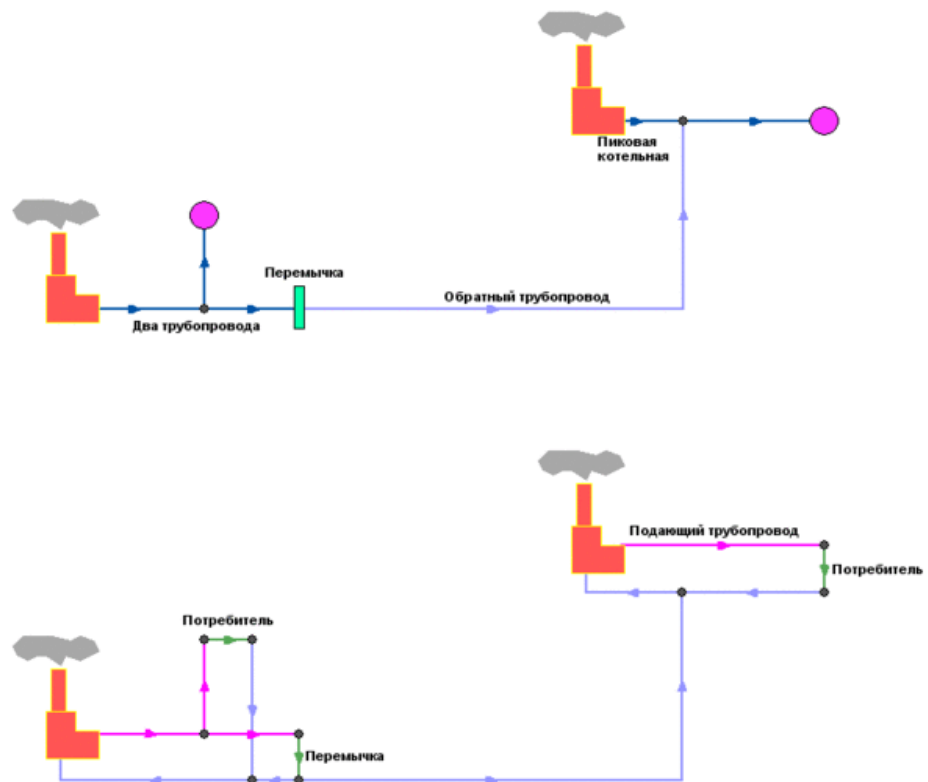 Пиковая
котельная
Перемычка
Обратный трубопровод
Два трубопровода
Подающий трубопровод
Потребитель
Потребитель
Перемычка